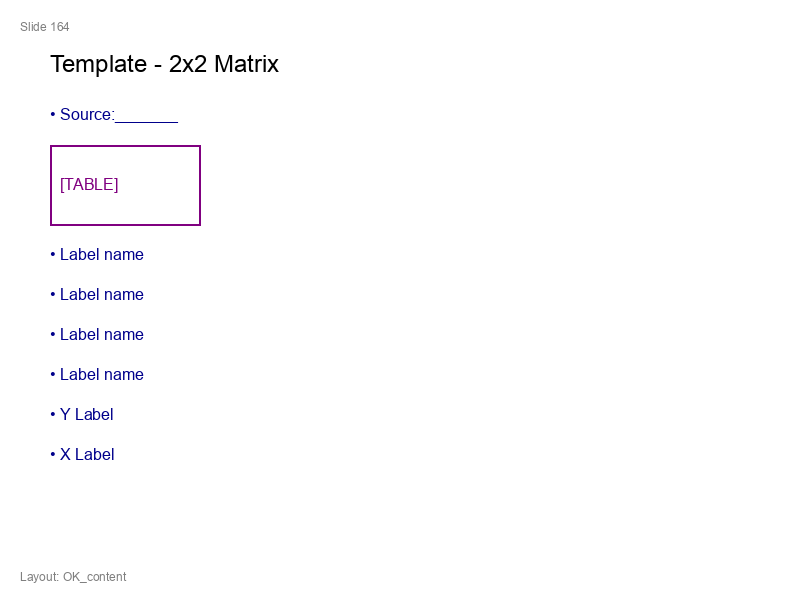 Slide 164
Template - 2x2 Matrix
• Source:_______
[TABLE]
• Label name
• Label name
• Label name
• Label name
• Y Label
• X Label
Layout: OK_content